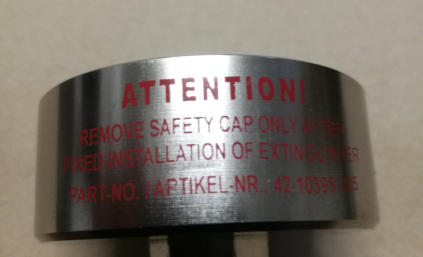 ATTENTION!
REMOVE SAFETY CAP ONLY AFTER
FIXED INSTALLATION OF EXTINGUISHER
PART-NO. / ARTIKEL-NR.: